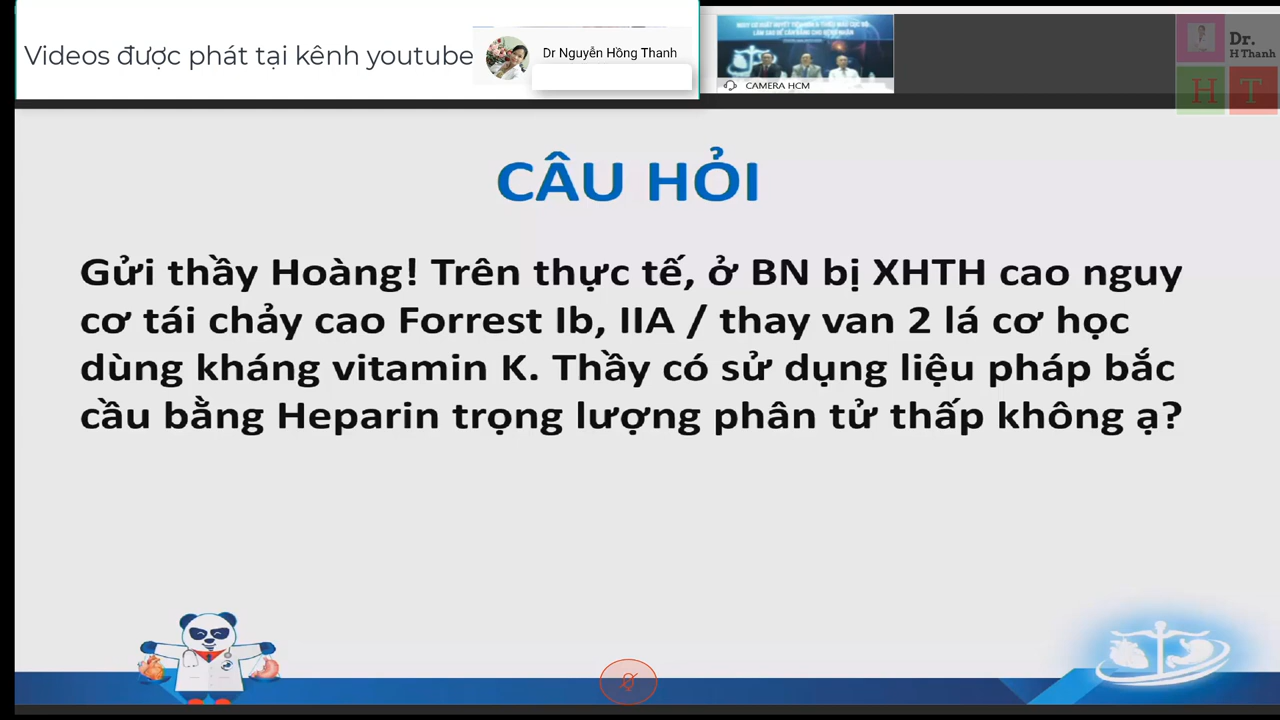 Videos được phát tại kênh youtube
Dr Nguyễn Hồng Thanh
CAMERA HCM
Dr.
H Thanh
H T
CÂU HỎI
Gửi thầy Hoàng! Trên thực tế, ở BN bị XHTH cao nguy
cơ tái chảy cao Forrest Ib, IIA / thay van 2 lá cơ học
dùng kháng vitamin K. Thầy có sử dụng liệu pháp bắc
cầu bằng Heparin trọng lượng phân tử thấp không ạ?